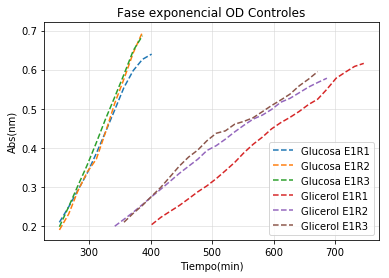 Fase exponencial OD Controles
Abs(nm)
0.7
0.6
0.5
0.4
0.3
0.2
300
400
500
600
700
Tiempo(min)
Glucosa E1R1
Glucosa E1R2
Glucosa E1R3
Glicerol E1R1
Glicerol E1R2
Glicerol E1R3